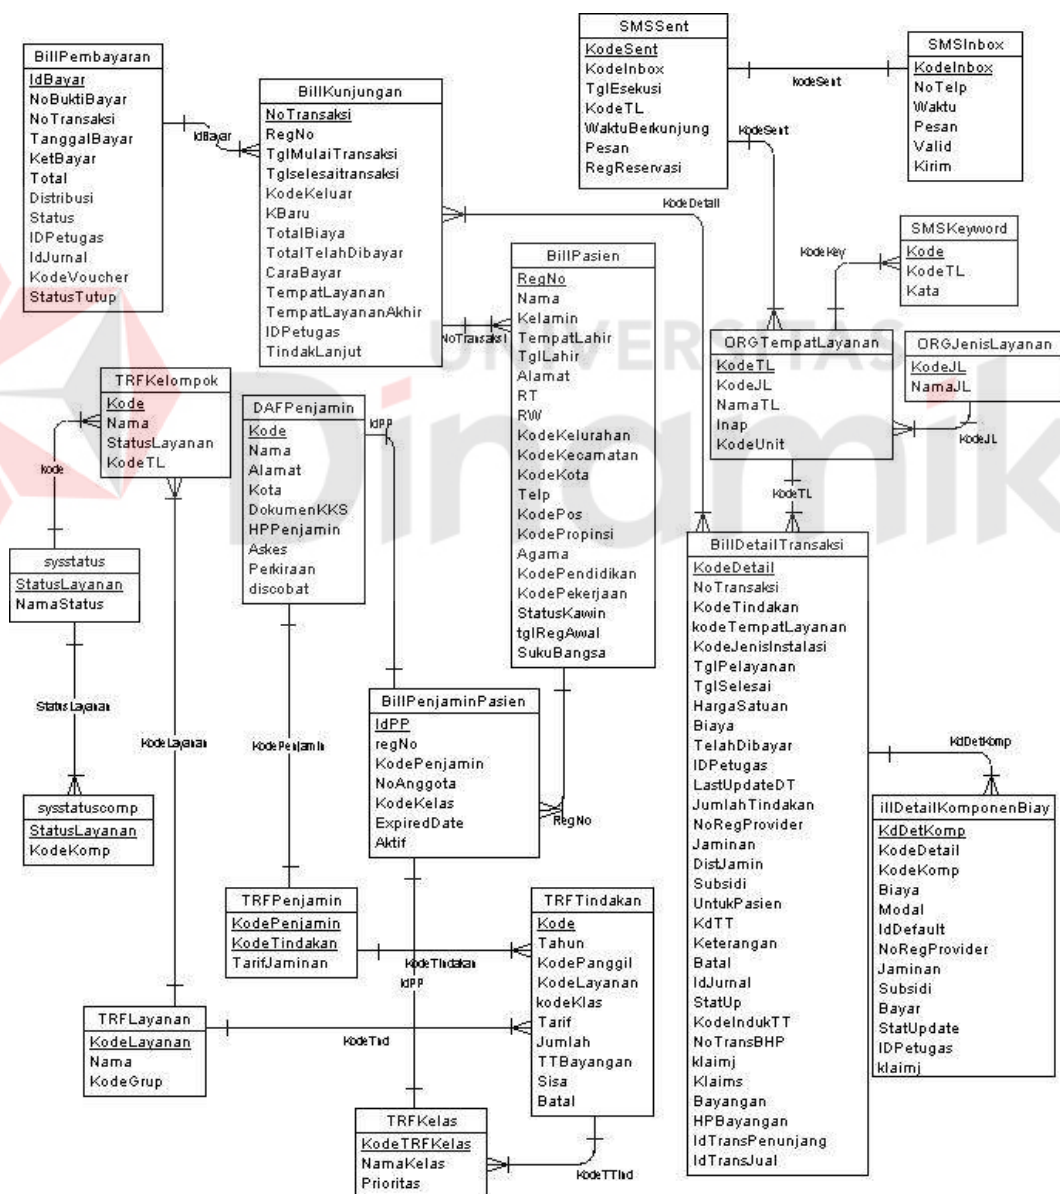 BillPembayaran
IdBayar
NoBuktiBayar
NoTransaksi
TanggalBayar
KetBayar
Total
Distribusi
Status
IDPetugas
IdJurnal
KodeVoucher
StatusTutup
IdBayar
BillKunjungan
NoTransaksi
RegNo
TglMulaiTransaksi
Tglselesaitransaksi
KodeKeluar
KBaru
TotalBiaya
TotalTelahDibayar
CaraBayar
TempatLayanan
TempatLayananAkhir
IDPetugas
TindakLanjut
SMSSent
KodeSent
KodeInbox
TglEsekusi
KodeTL
WaktuBerkunjung
Pesan
RegReservasi
kodeSent
SMSInbox
KodeInbox
NoTelp
Waktu
Pesan
Valid
Kirim
KodeSent
KodeDetail
SMSKeyword
Kode
KodeTL
Kata
KodeKey
BillPasien
RegNo
Nama
Kelamin
TempatLahir
TglLahir
Alamat
RT
RW
KodeKelurahan
KodeKecamatan
KodeKota
Telp
KodePos
KodePropinsi
Agama
KodePendidikan
KodePekerjaan
StatusKawin
tglRegAwal
SukuBangsa
NoTransaksi
UNIVERSITAS
Dinamik
ORGTempatLayanan
KodeTL
KodeJL
NamaTL
Inap
KodeUnit
ORGJenisLayanan
KodeJL
NamaJL
KodeJL
KodeTL
TRFKelompok
Kode
Nama
StatusLayanan
KodeTL
kode
DAFPenjamin
Kode
Nama
Alamat
Kota
DokumenKKS
HPPenjamin
Askes
Perkiraan
discobat
IdPP
sysstatus
StatusLayanan
NamaStatus
StatusLayanan
KodeLayanan
KodePenjamin
BillDetailTransaksi
KodeDetail
NoTransaksi
KodeTindakan
kodeTempatLayanan
KodeJenisInstalasi
TglPelayanan
TglSelesai
HargaSatuan
Biaya
TelahDibayar
IDPetugas
LastUpdateDT
JumlahTindakan
NoRegProvider
Jaminan
DistJamin
Subsidi
UntukPasien
KdTT
Keterangan
Batal
IdJurnal
StatUp
KodeIndukTT
NoTransBHP
klaimj
Klaims
Bayangan
HPBayangan
IdTransPenunjang
IdTransJual
BillPenjaminPasien
IdPP
regNo
KodePenjamin
NoAnggota
KodeKelas
ExpiredDate
Aktif
RegNo
KdDetKomp
sysstatuscomp
StatusLayanan
KodeKomp
illDetailKomponenBiay
KdDetKomp
KodeDetail
KodeKomp
Biaya
Modal
IdDefault
NoRegProvider
Jaminan
Subsidi
Bayar
StatUpdate
IDPetugas
klaimj
TRFPenjamin
KodePenjamin
KodeTindakan
TarifJaminan
KodeTindakan
IdPP
TRFTindakan
Kode
Tahun
KodePanggil
KodeLayanan
kodeKlas
Tarif
Jumlah
TTBayangan
Sisa
Batal
TRFLayanan
KodeLayanan
Nama
KodeGrup
KodeTnd
TRFKelas
KodeTRFKelas
NamaKelas
Prioritas
KodeTTInd